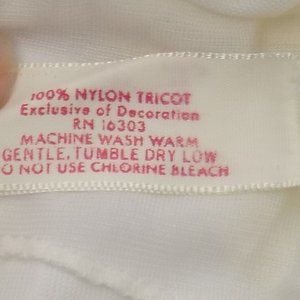 100% NYLON TRICOT
Exclusive of Decoration
RN 16303
MACHINE WASH WARM
GENTLE, TUMBLE DRY LOW
DO NOT USE CHLORINE BLEACH